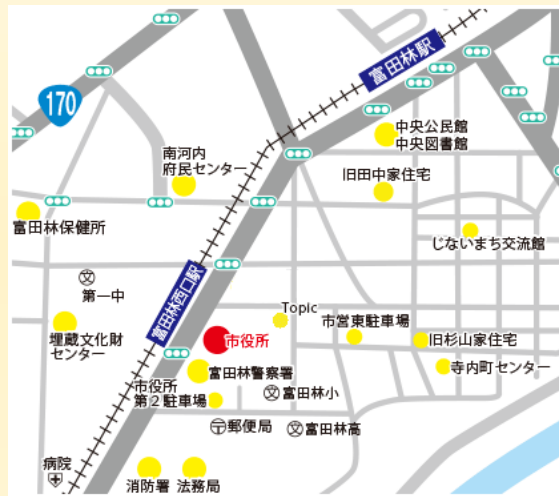 富田林駅
170
中央公民館
中央図書館
南河内
府民センター
旧田中家住宅
富田林保健所
じないまち交流館
第一中
文
富田林西口駅
Topic
市営東駐車場
埋蔵文化財
センター
市役所
旧杉山家住宅
富田林警察署
寺内町センター
市役所
第2駐車場
文
富田林小
〒
郵便局
文
富田林高
病院
消防署
法務局